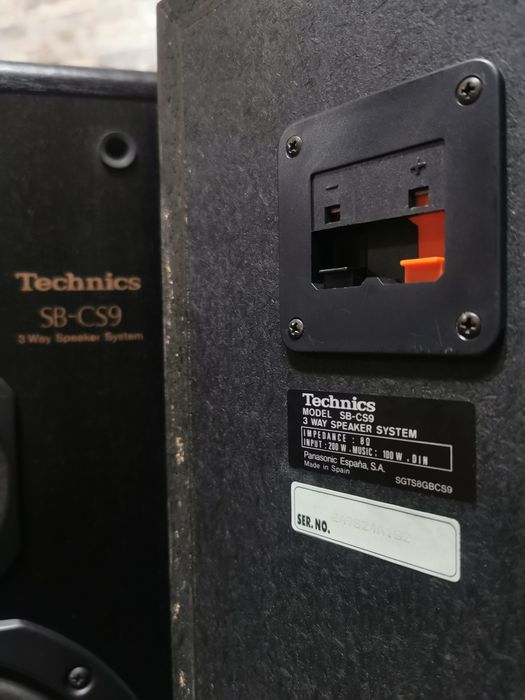 Technics
SB-CS9
3 Way Speaker System
- +
Technics
MODEL SB-CS9
3 WAY SPEAKER SYSTEM
IMPEDANCE : 8Ω
INPUT : 200 W . MUSIC : 100 W . DIN
Panasonic España, S.A.
Made in Spain
SGTS8GBCS9
SER. NO.